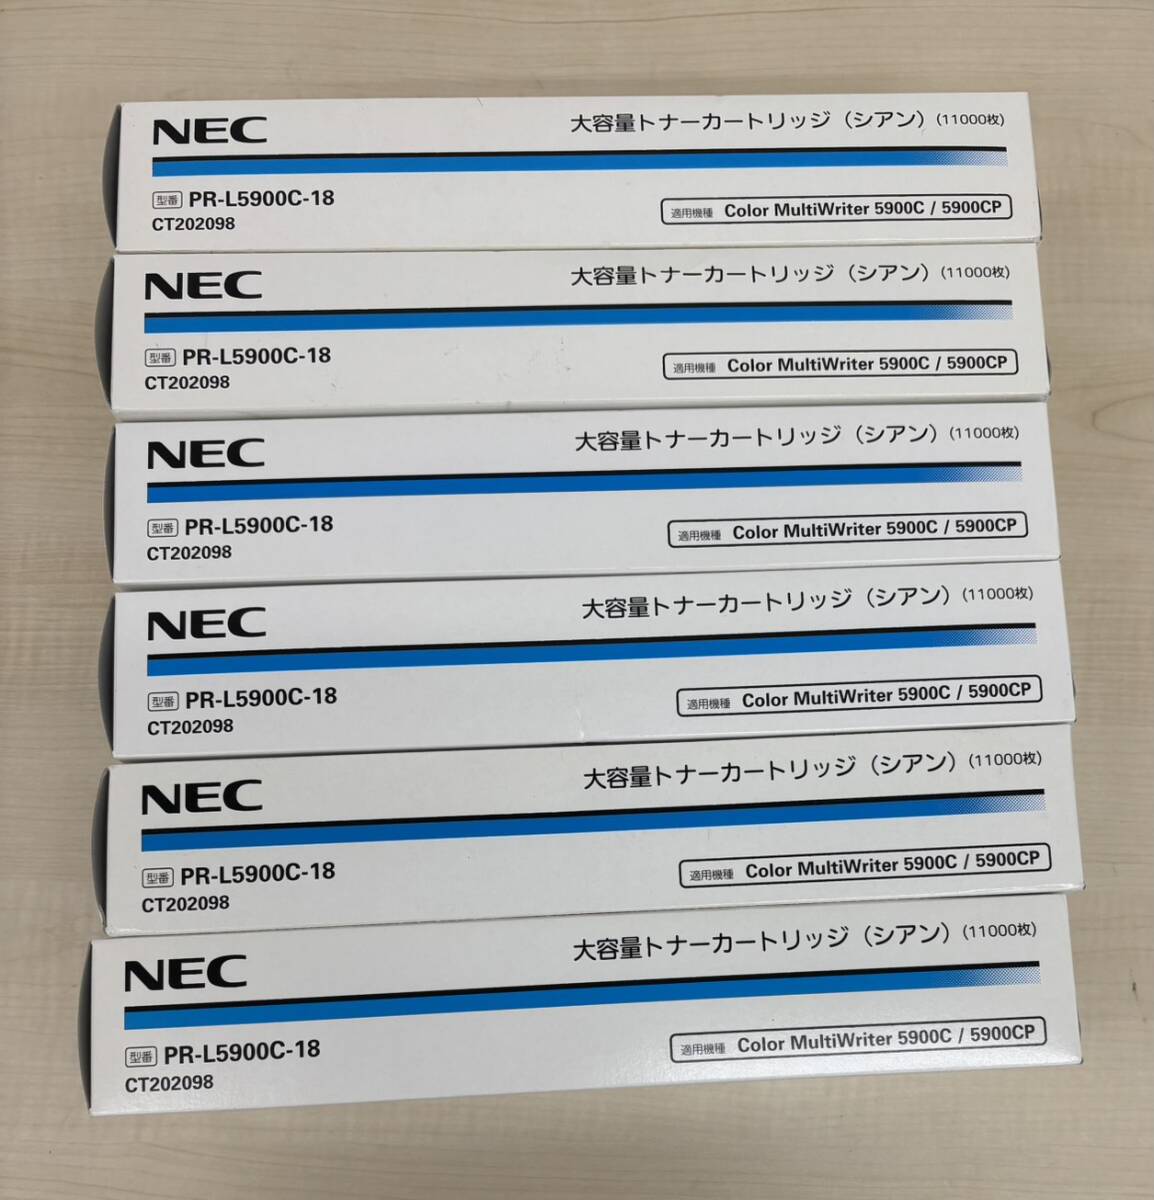 NEC
大容量トナーカートリッジ（シアン）(11000枚)
型番 PR-L5900C-18
CT202098
適用機種 Color MultiWriter 5900C / 5900CP
NEC
大容量トナーカートリッジ（シアン）(11000枚)
型番 PR-L5900C-18
CT202098
適用機種 Color MultiWriter 5900C / 5900CP
NEC
大容量トナーカートリッジ（シアン）(11000枚)
型番 PR-L5900C-18
CT202098
適用機種 Color MultiWriter 5900C / 5900CP
NEC
大容量トナーカートリッジ（シアン）(11000枚)
型番 PR-L5900C-18
CT202098
適用機種 Color MultiWriter 5900C / 5900CP
NEC
大容量トナーカートリッジ（シアン）(11000枚)
型番 PR-L5900C-18
CT202098
適用機種 Color MultiWriter 5900C / 5900CP
NEC
大容量トナーカートリッジ（シアン）(11000枚)
型番 PR-L5900C-18
CT202098
適用機種 Color MultiWriter 5900C / 5900CP